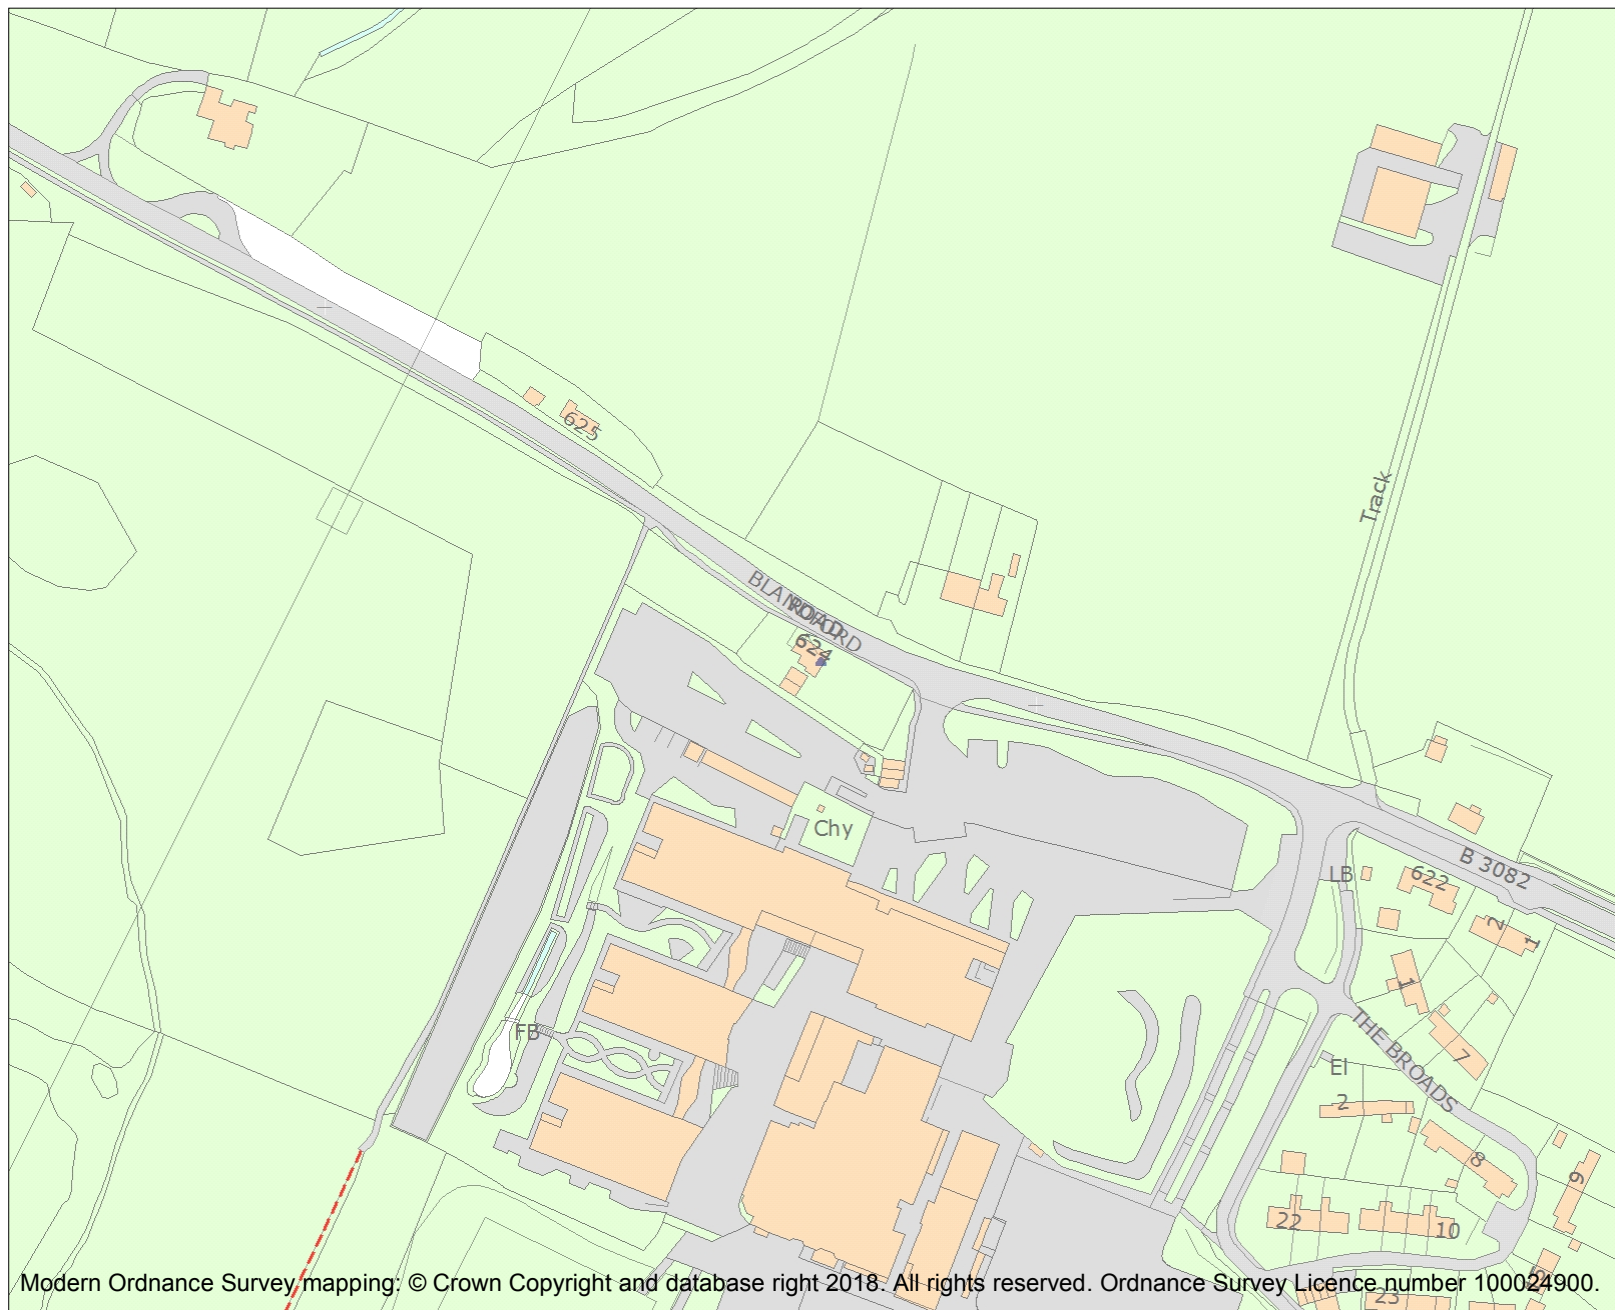 625
Track
BLANDFORD
ROAD
624
Chy
B 3082
LB
622
2
1
1
FB
THE BROADS
7
El
2
8
9
22
10
23
Modern Ordnance Survey mapping: © Crown Copyright and database right 2018. All rights reserved. Ordnance Survey Licence number 100024900.